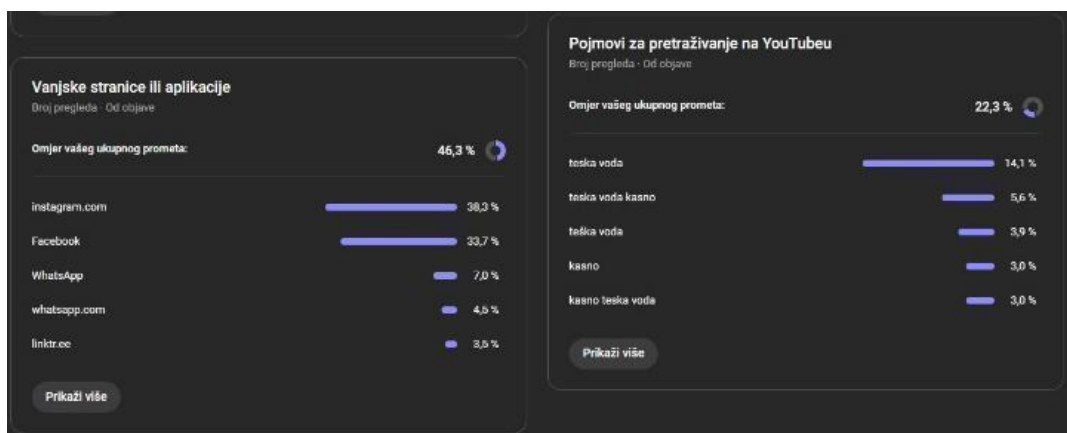 Vanjske stranice ili aplikacije
Broj pregleda · Od objave
Omjer vašeg ukupnog prometa:
46,3 %
instagram.com 38,3 %
Facebook 33,7 %
WhatsApp 7,0 %
whatsapp.com 4,5 %
linktr.ee 3,5 %
Prikaži više
Pojmovi za pretraživanje na YouTubeu
Broj pregleda · Od objave
Omjer vašeg ukupnog prometa:
22,3 %
teska voda 14,1 %
teska voda kasno 5,6 %
teška voda 3,9 %
kasno 3,0 %
kasno teska voda 3,0 %
Prikaži više